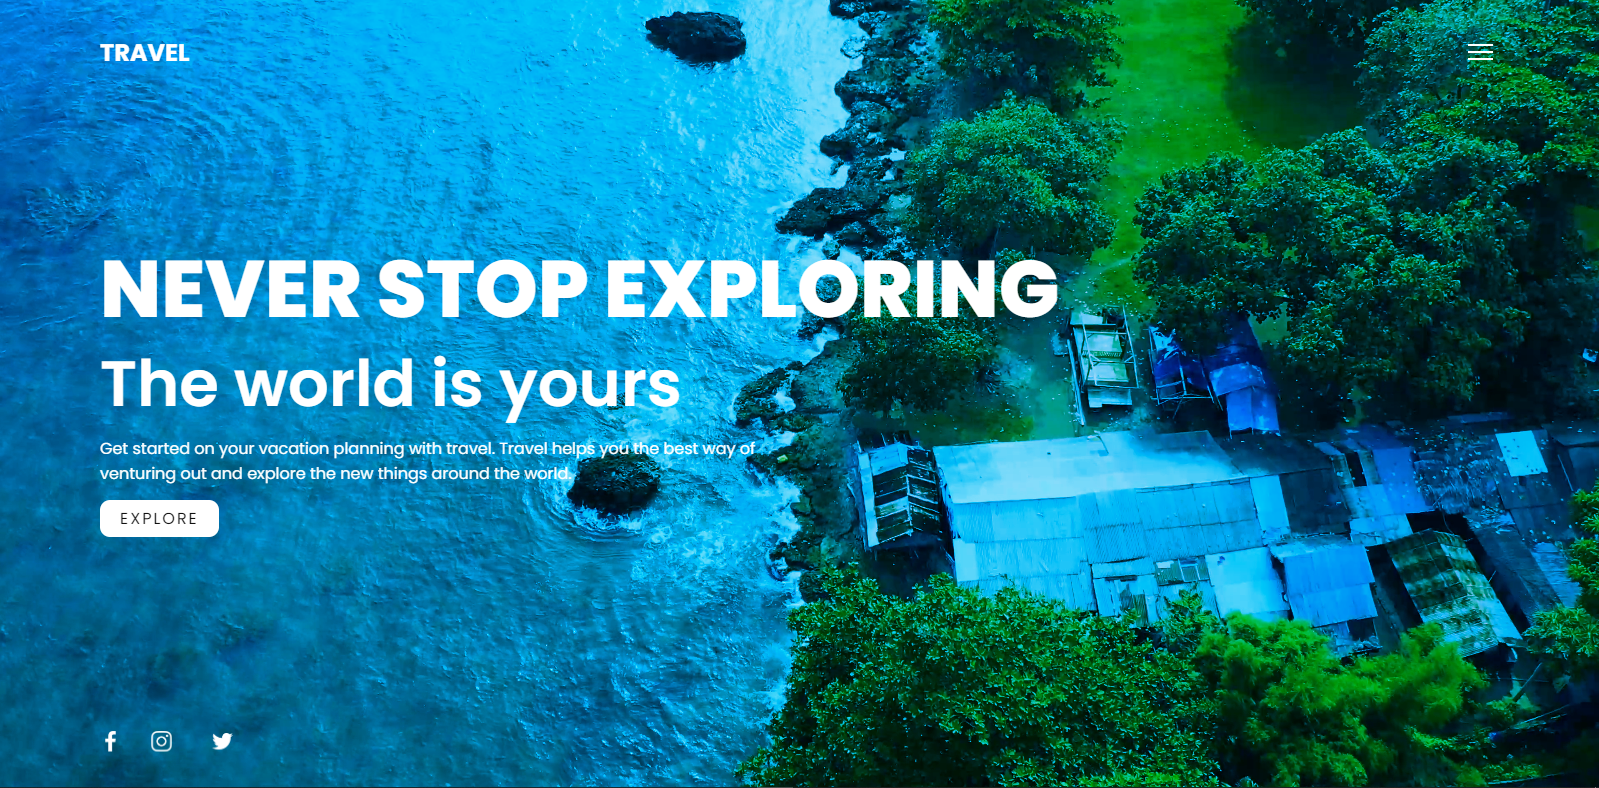 TRAVEL
NEVER STOP EXPLORING
The world is yours
Get started on your vacation planning with travel. Travel helps you the best way of
venturing out and explore the new things around the world.
EXPLORE